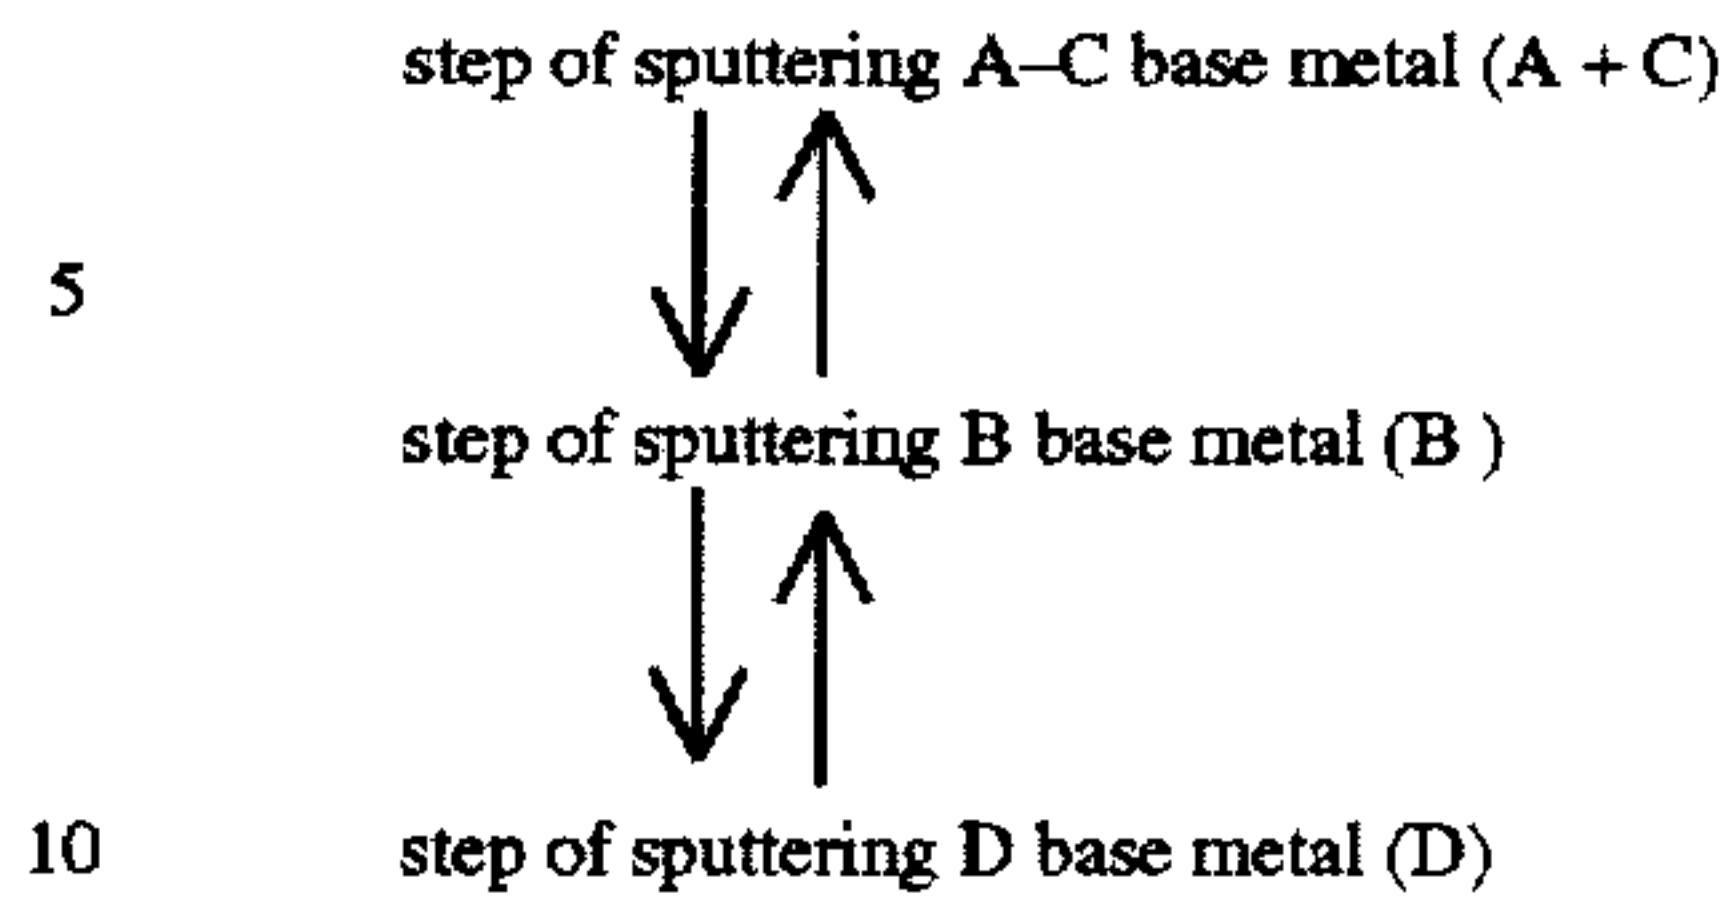 step of sputtering A–C base metal (A + C)
5
step of sputtering B base metal (B )
10 step of sputtering D base metal (D)